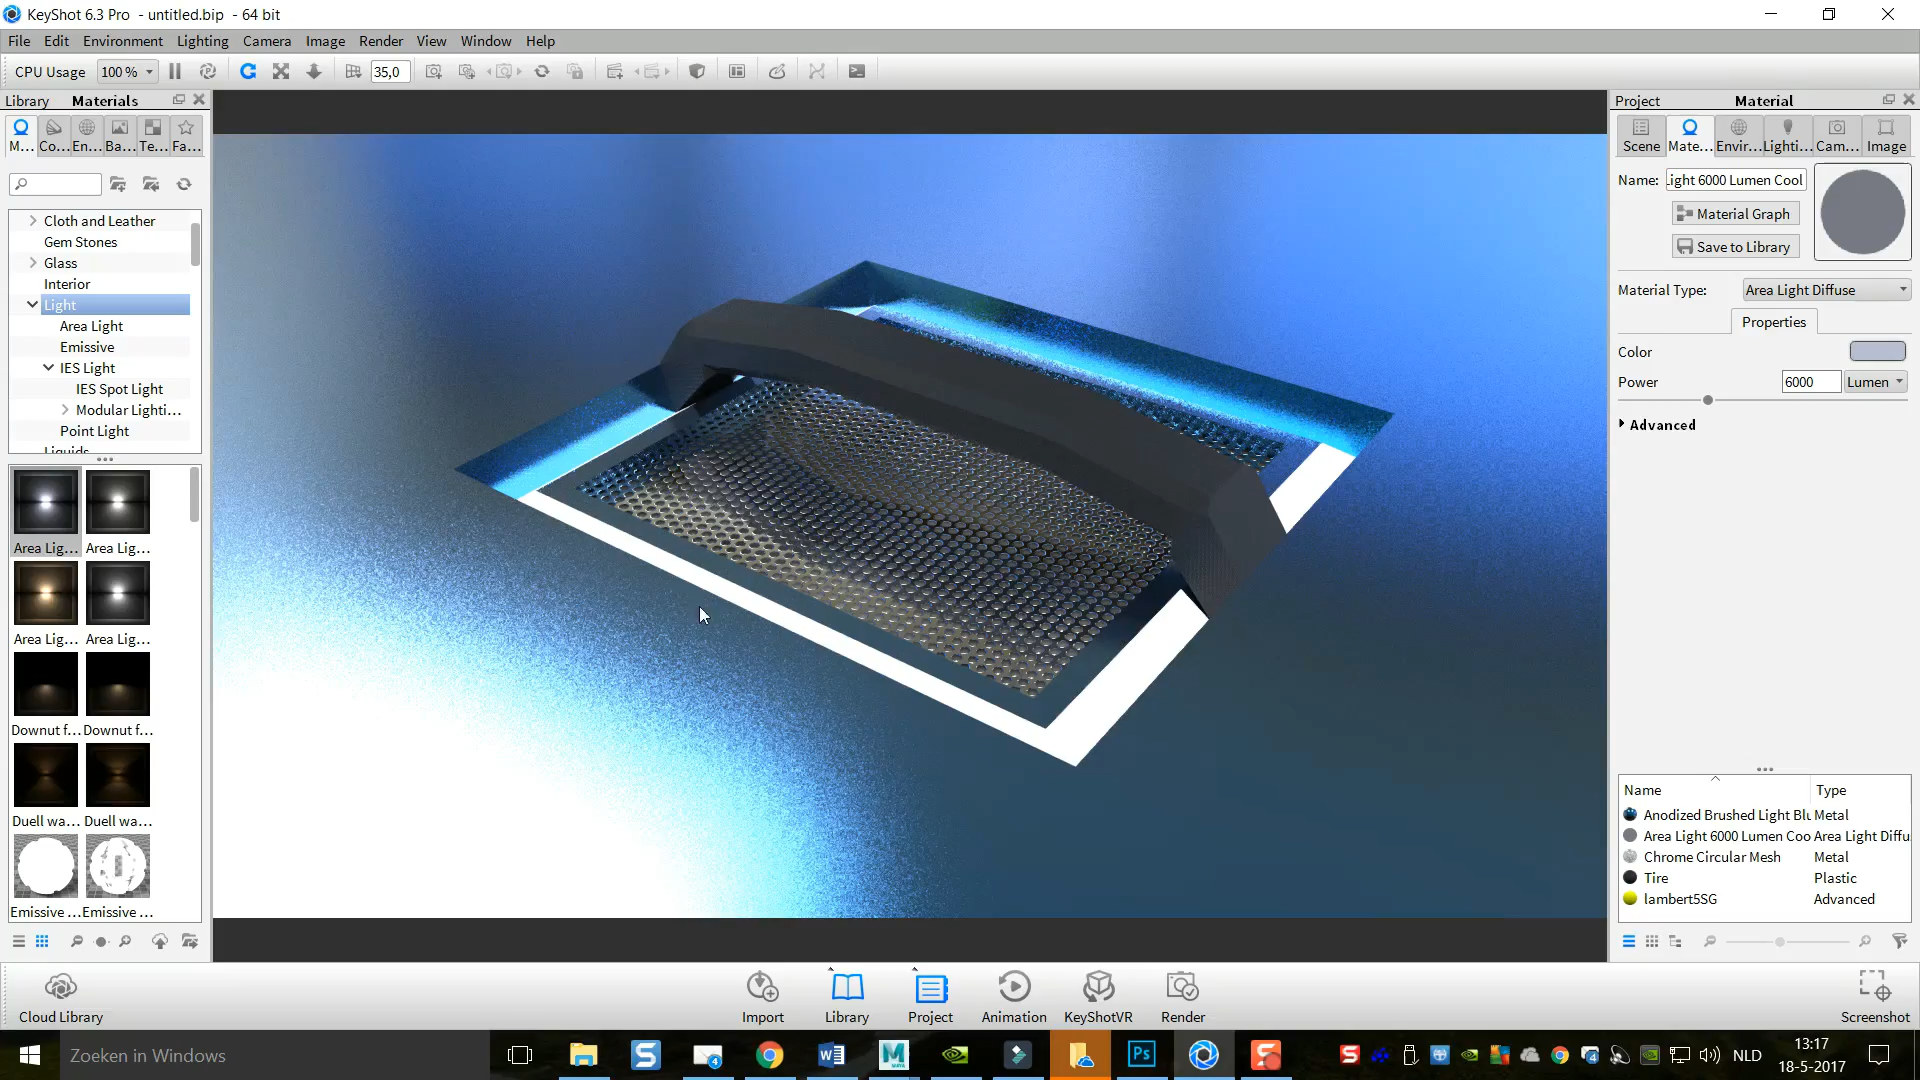 KeyShot 6.3 Pro - untitled.bip - 64 bit
File Edit Environment Lighting Camera Image Render View Window Help
CPU Usage 100 % 35,0
Library Materials
M... Co... En... Ba... Te... Fa...
Cloth and Leather
Gem Stones
Glass
Interior
Light
Area Light
Emissive
IES Light
IES Spot Light
Modular Lighti...
Point Light
Liquids
Area Lig... Area Lig...
Area Lig... Area Lig...
Downut f... Downut f...
Duell wa... Duell wa...
Emissive ... Emissive ...
Project Material
Scene Mate... Envir... Lighti... Cam... Image
Name: .ight 6000 Lumen Cool
Material Graph
Save to Library
Material Type: Area Light Diffuse
Properties
Color
Power 6000 Lumen
Advanced
Name Type
Anodized Brushed Light Blu Metal
Area Light 6000 Lumen Coo Area Light Diffu
Chrome Circular Mesh Metal
Tire Plastic
lambert5SG Advanced
Cloud Library Import Library Project Animation KeyShotVR Render Screenshot
Zoeken in Windows
NLD
13:17
18-5-2017